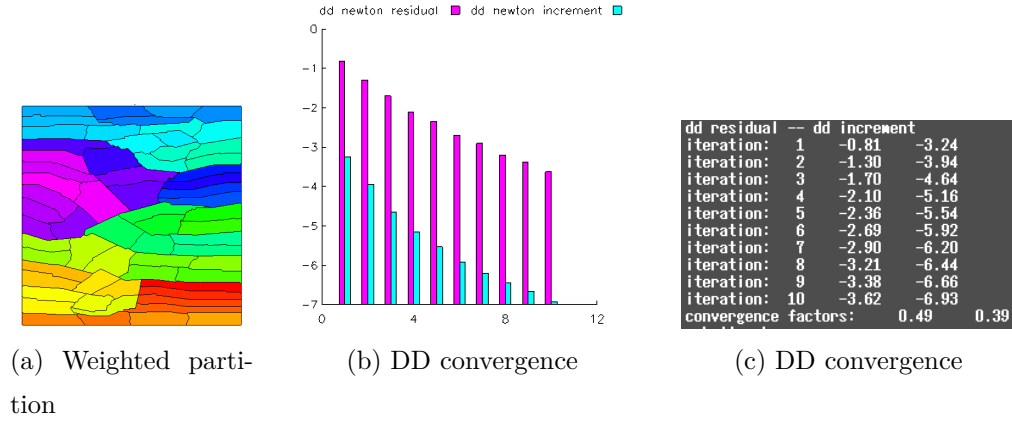 dd newton residual dd newton increment
0
-1
-2
-3
-4
-5
-6
-7
0 4 8 12
dd residual -- dd increment
iteration: 1 -0.81 -3.24
iteration: 2 -1.30 -3.94
iteration: 3 -1.70 -4.64
iteration: 4 -2.10 -5.16
iteration: 5 -2.36 -5.54
iteration: 6 -2.69 -5.92
iteration: 7 -2.90 -6.20
iteration: 8 -3.21 -6.44
iteration: 9 -3.38 -6.66
iteration: 10 -3.62 -6.93
convergence factors: 0.49 0.39
(a) Weighted parti-
tion
(b) DD convergence
(c) DD convergence